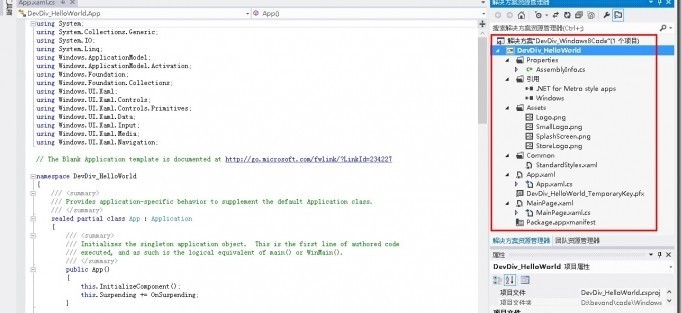 App.xaml.cs
DevDiv_HelloWorld.App
App()
using System;
using System.Collections.Generic;
using System.IO;
using System.Linq;
using Windows.ApplicationModel;
using Windows.ApplicationModel.Activation;
using Windows.Foundation;
using Windows.Foundation.Collections;
using Windows.UI.Xaml;
using Windows.UI.Xaml.Controls;
using Windows.UI.Xaml.Controls.Primitives;
using Windows.UI.Xaml.Data;
using Windows.UI.Xaml.Input;
using Windows.UI.Xaml.Media;
using Windows.UI.Xaml.Navigation;
// The Blank Application template is documented at http://go.microsoft.com/fwlink/?LinkId=234227
namespace DevDiv_HelloWorld
{
/// <summary>
/// Provides application-specific behavior to supplement the default Application class.
/// </summary>
sealed partial class App : Application
{
/// <summary>
/// Initializes the singleton application object.  This is the first line of authored code
/// executed, and as such is the logical equivalent of main() or WinMain().
/// </summary>
public App()
{
this.InitializeComponent();
this.Suspending += OnSuspending;
}
解决方案资源管理器
搜索解决方案资源管理器(Ctrl+;)
解决方案"DevDiv_Windows8Code"(1 个项目)
DevDiv_HelloWorld
Properties
AssemblyInfo.cs
引用
.NET for Metro style apps
Windows
Assets
Logo.png
SmallLogo.png
SplashScreen.png
StoreLogo.png
Common
StandardStyles.xaml
App.xaml
App.xaml.cs
DevDiv_HelloWorld_TemporaryKey.pfx
MainPage.xaml
MainPage.xaml.cs
Package.appxmanifest
解决方案资源管理器 团队资源管理器
属性
DevDiv_HelloWorld 项目属性
项目文件 DevDiv_HelloWorld.csproj
项目文件夹 D:\beyond\code\Windows
项目文件